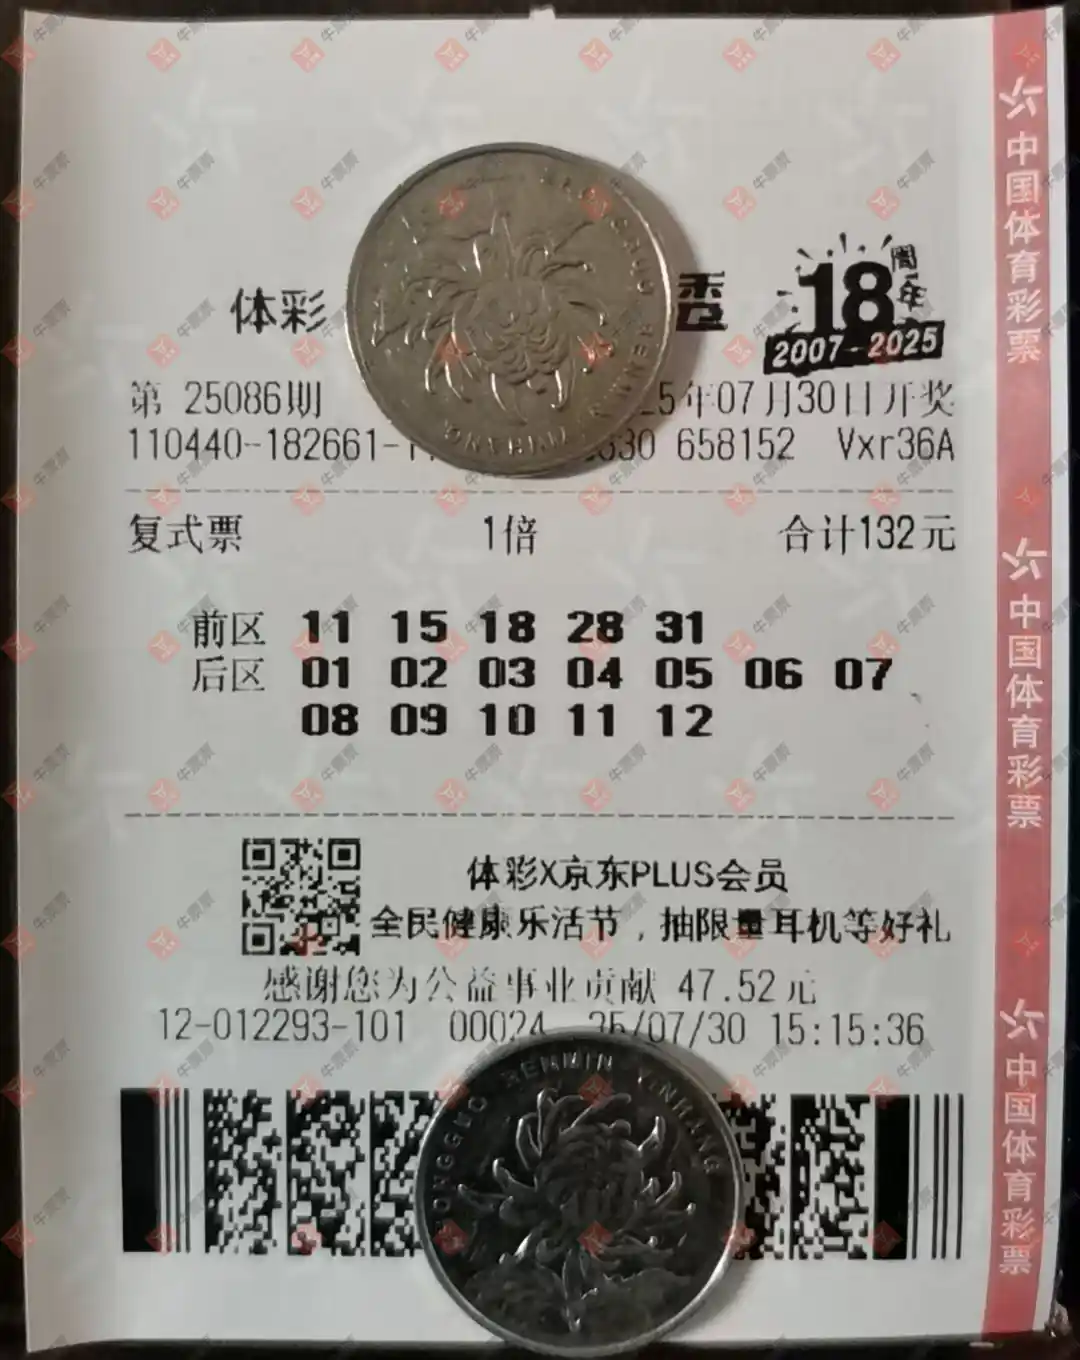 体彩
18周年
2007-2025
第 25086期
5年07月30日开奖
110440-182661-
330 658152 Vxr36A
复式票 1倍 合计132元
前区 11 15 18 28 31
后区 01 02 03 04 05 06 07
08 09 10 11 12
体彩X京东PLUS会员
全民健康乐活节，抽限量耳机等好礼
感谢您为公益事业贡献 47.52元
12-012293-101 00024 25/07/30 15:15:36
中国体育彩票
中国体育彩票
中国体育彩票
RENMIN YINHANG
牛票票